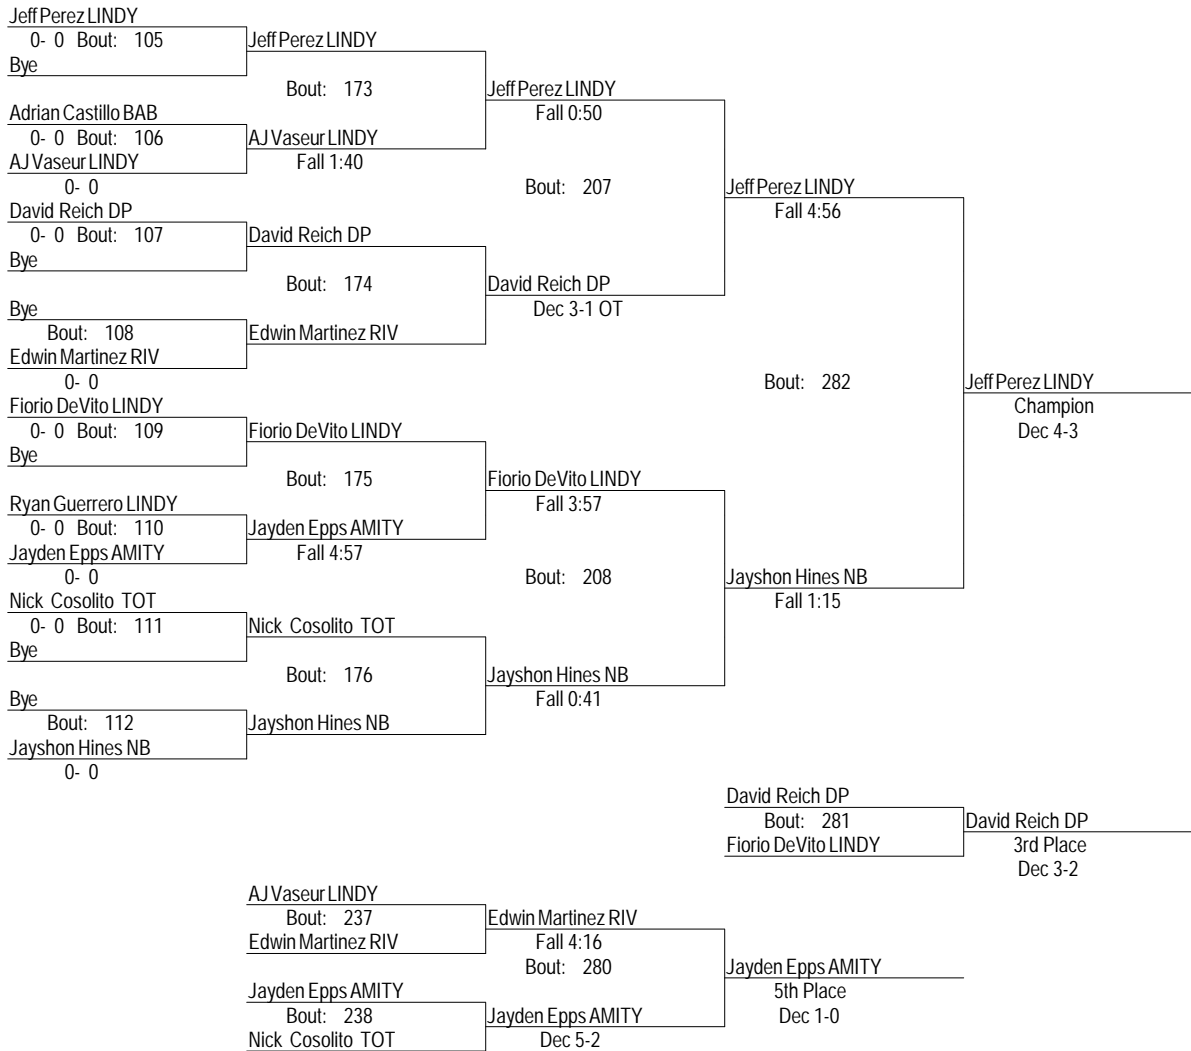 Jeff Perez LINDY
0- 0 Bout: 105
Bye
Adrian Castillo BAB
0- 0 Bout: 106
AJ Vaseur LINDY
0- 0
David Reich DP
0- 0 Bout: 107
Bye
Bye
Bout: 108
Edwin Martinez RIV
0- 0
Fiorio DeVito LINDY
0- 0 Bout: 109
Bye
Ryan Guerrero LINDY
0- 0 Bout: 110
Jayden Epps AMITY
0- 0
Nick Cosolito TOT
0- 0 Bout: 111
Bye
Bye
Bout: 112
Jayshon Hines NB
0- 0
Jeff Perez LINDY
Bout: 173
AJ Vaseur LINDY
Fall 1:40
David Reich DP
Bout: 174
Edwin Martinez RIV
Fiorio DeVito LINDY
Bout: 175
Jayden Epps AMITY
Fall 4:57
Nick Cosolito TOT
Bout: 176
Jayshon Hines NB
Jeff Perez LINDY
Fall 0:50
Bout: 207
David Reich DP
Dec 3-1 OT
Fiorio DeVito LINDY
Fall 3:57
Bout: 208
Jayshon Hines NB
Fall 0:41
Jeff Perez LINDY
Fall 4:56
Bout: 282
Jayshon Hines NB
Fall 1:15
Jeff Perez LINDY
Champion
Dec 4-3
David Reich DP
Bout: 281
Fiorio DeVito LINDY
David Reich DP
3rd Place
Dec 3-2
AJ Vaseur LINDY
Bout: 237
Edwin Martinez RIV
Jayden Epps AMITY
Bout: 238
Nick Cosolito TOT
Edwin Martinez RIV
Fall 4:16
Bout: 280
Jayden Epps AMITY
Dec 5-2
Jayden Epps AMITY
5th Place
Dec 1-0